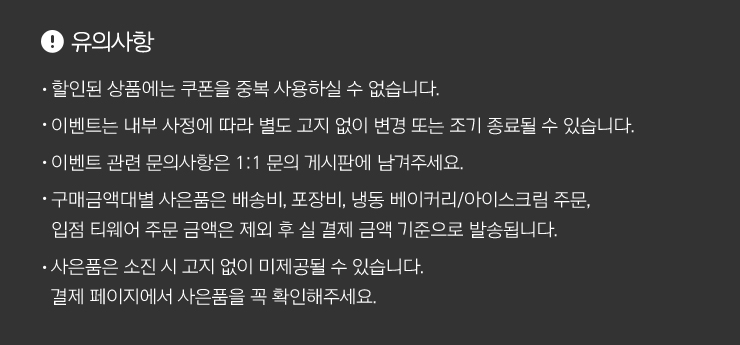 유의사항
· 할인된 상품에는 쿠폰을 중복 사용하실 수 없습니다.
· 이벤트는 내부 사정에 따라 별도 고지 없이 변경 또는 조기 종료될 수 있습니다.
· 이벤트 관련 문의사항은 1:1 문의 게시판에 남겨주세요.
· 구매금액대별 사은품은 배송비, 포장비, 냉동 베이커리/아이스크림 주문,
입점 티웨어 주문 금액은 제외 후 실 결제 금액 기준으로 발송됩니다.
· 사은품은 소진 시 고지 없이 미제공될 수 있습니다.
결제 페이지에서 사은품을 꼭 확인해주세요.